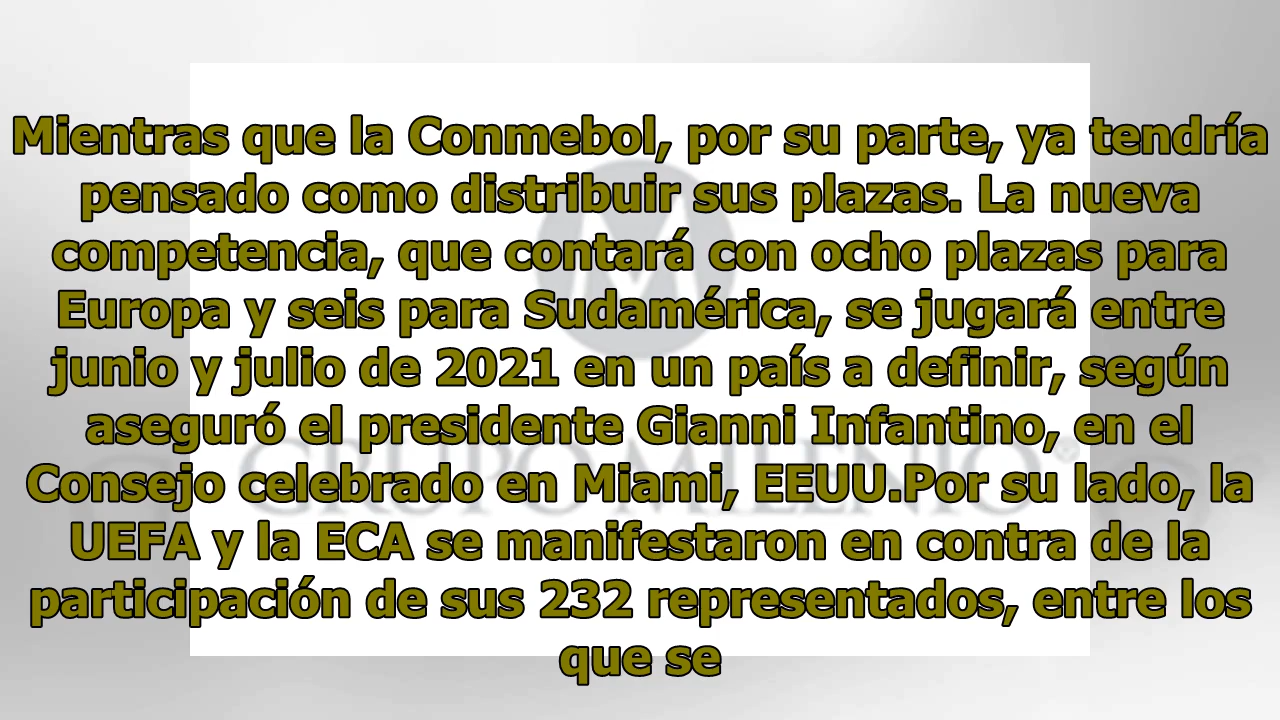 Mientras que la Conmebol, por su parte, ya tendría
pensado como distribuir sus plazas. La nueva
competencia, que contará con ocho plazas para
Europa y seis para Sudamérica, se jugará entre
junio y julio de 2021 en un país a definir, según
aseguró el presidente Gianni Infantino, en el
Consejo celebrado en Miami, EEUU.Por su lado, la
UEFA y la ECA se manifestaron en contra de la
participación de sus 232 representados, entre los
que se
M
GRUPO MILENIO®